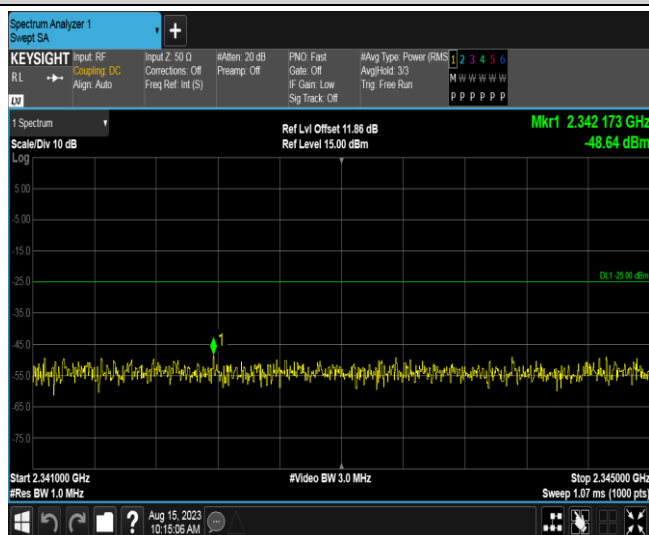 Spectrum Analyzer 1
Swept SA
+
KEYSIGHT
RL
LXI
Input: RF
Coupling: DC
Align: Auto
Input Z: 50 Ω
Corrections: Off
Freq Ref: Int (S)
#Atten: 20 dB
Preamp: Off
PNO: Fast
Gate: Off
IF Gain: Low
Sig Track: Off
#Avg Type: Power (RMS
Avg|Hold: 3/3
Trig: Free Run
1 2 3 4 5 6
M W W W W W
P P P P P P
1 Spectrum
Scale/Div 10 dB
Ref Lvl Offset 11.86 dB
Ref Level 15.00 dBm
Mkr1 2.342 173 GHz
-48.64 dBm
Log
5.00
-5.00
-15.0
-25.0
DL1 -25.00 dBm
-35.0
-45.0
1
-55.0
-65.0
-75.0
Start 2.341000 GHz
#Video BW 3.0 MHz
Stop 2.345000 GHz
#Res BW 1.0 MHz
Sweep 1.07 ms (1000 pts)
?
Aug 15, 2023
10:15:06 AM